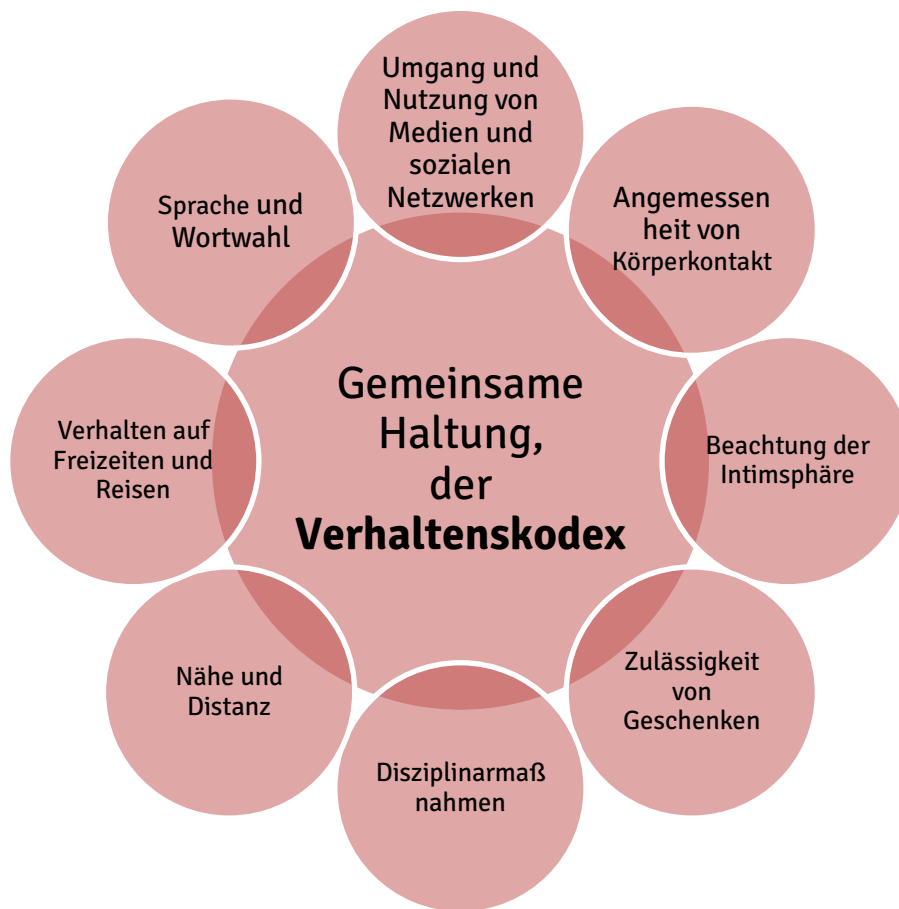 Umgang und
Nutzung von
Medien und
sozialen
Netzwerken
Angemessen
heit von
Körperkontakt
Beachtung der
Intimsphäre
Zulässigkeit
von
Geschenken
Disziplinarmaß
nahmen
Nähe und
Distanz
Verhalten auf
Freizeiten und
Reisen
Sprache und
Wortwahl
Gemeinsame
Haltung,
der
Verhaltenskodex